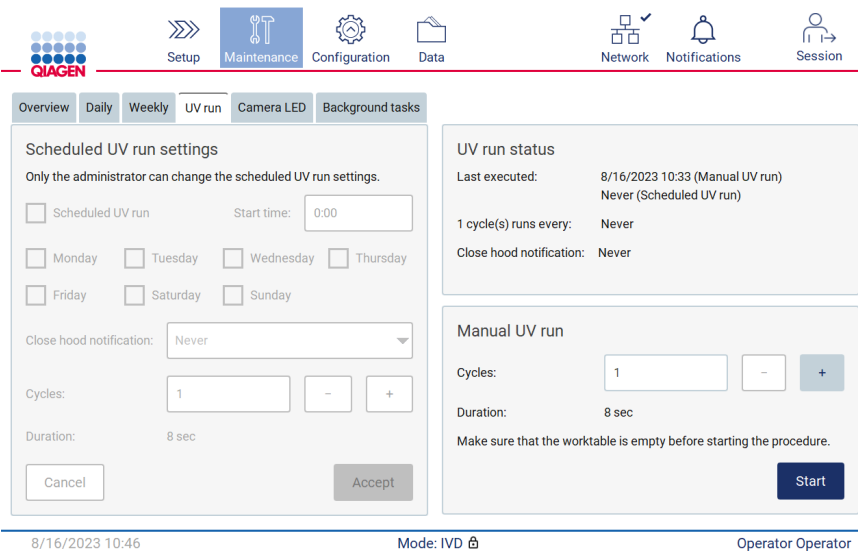 QIAGEN
Setup
Maintenance
Configuration
Data
Network
Notifications
Session
Overview
Daily
Weekly
UV run
Camera LED
Background tasks
Scheduled UV run settings
Only the administrator can change the scheduled UV run settings.
Scheduled UV run
Start time:
0:00
Monday
Tuesday
Wednesday
Thursday
Friday
Saturday
Sunday
Close hood notification:
Never
Cycles:
1
-
+
Duration:
8 sec
Cancel
Accept
UV run status
Last executed:
8/16/2023 10:33 (Manual UV run)
Never (Scheduled UV run)
1 cycle(s) runs every:
Never
Close hood notification:
Never
Manual UV run
Cycles:
1
-
+
Duration:
8 sec
Make sure that the worktable is empty before starting the procedure.
Start
8/16/2023 10:46
Mode: IVD
Operator Operator